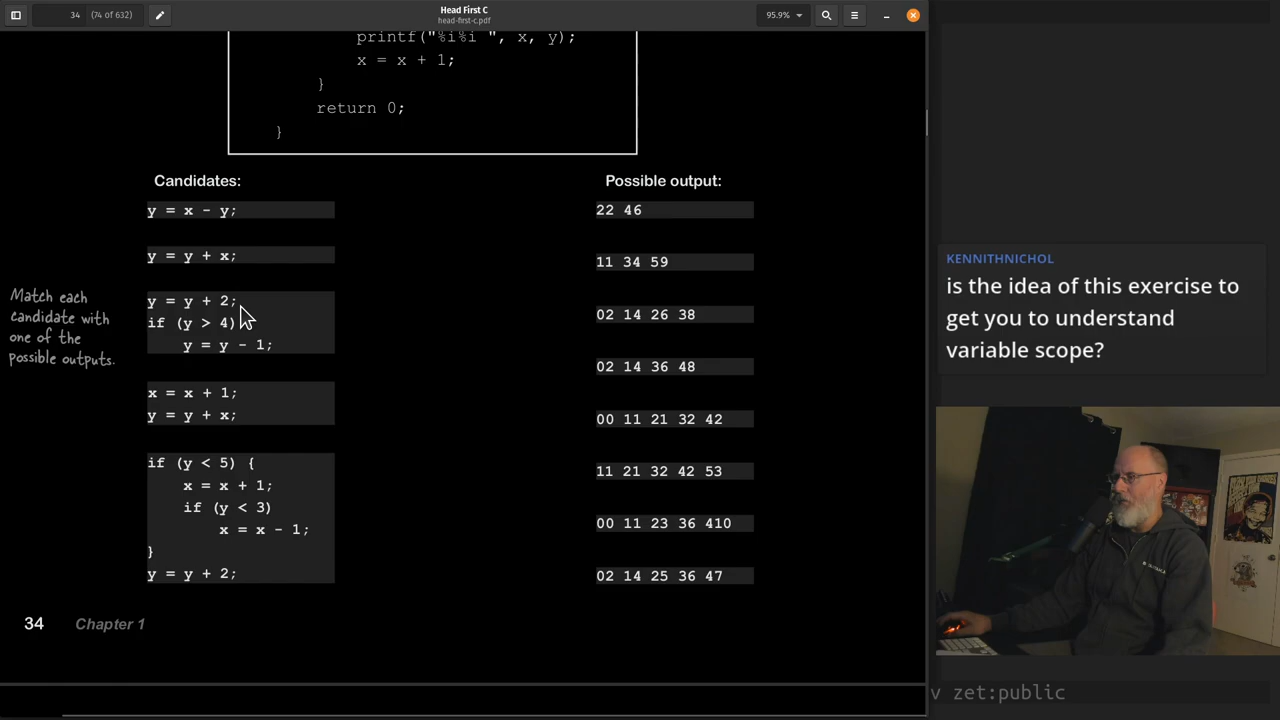 34
(74 of 632)
Head First C
head-first-c.pdf
95.9%
printf("%i%i ", x, y);
x = x + 1;
}
return 0;
}
Candidates:
y = x - y;
y = y + x;
y = y + 2;
if (y > 4)
y = y - 1;
x = x + 1;
y = y + x;
if (y < 5) {
x = x + 1;
if (y < 3)
x = x - 1;
}
y = y + 2;
Match each
candidate with
one of the
possible outputs.
Possible output:
22 46
11 34 59
02 14 26 38
02 14 36 48
00 11 21 32 42
11 21 32 42 53
00 11 23 36 410
02 14 25 36 47
34 Chapter 1
KENNITHNICHOL
is the idea of this exercise to
get you to understand
variable scope?
v zet:public